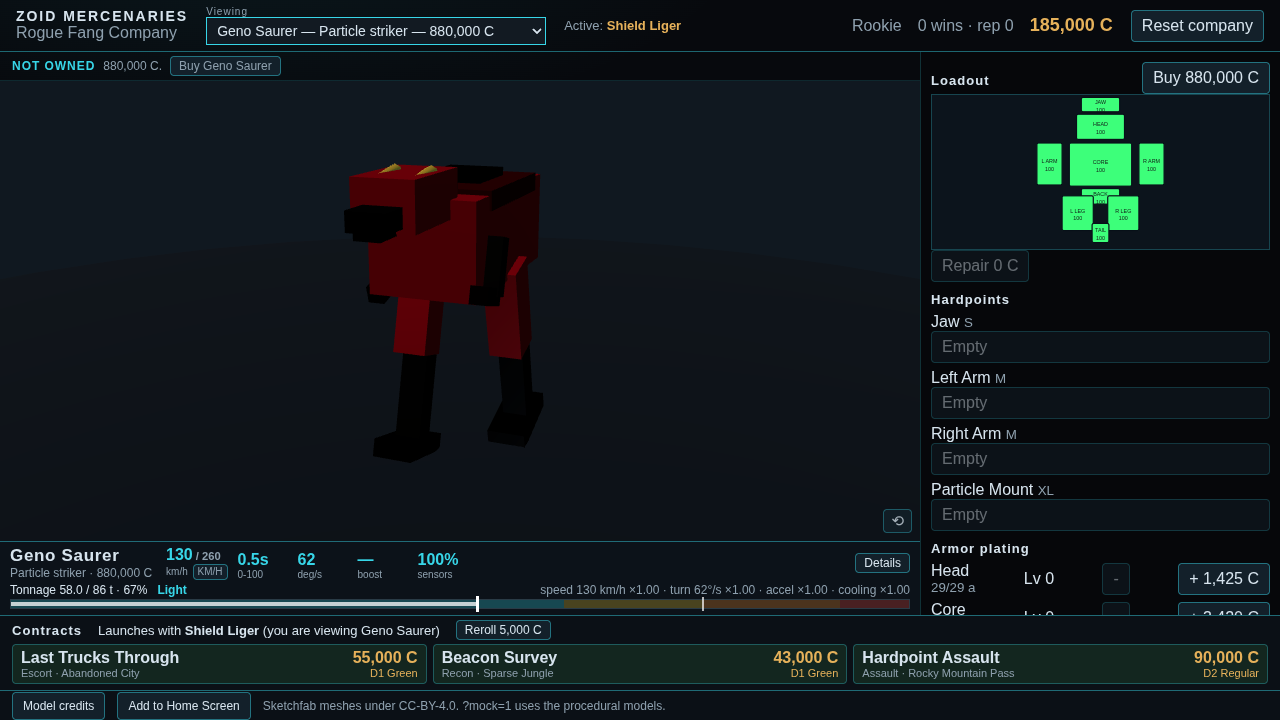 ZOID MERCENARIES
Rogue Fang Company
Viewing
Geno Saurer — Particle striker — 880,000 C
Active: Shield Liger
Rookie 0 wins · rep 0 185,000 C
Reset company
NOT OWNED 880,000 C. Buy Geno Saurer
Loadout
Buy 880,000 C
JAW
100
HEAD
100
L ARM
100
CORE
100
R ARM
100
BACK
100
L LEG
100
R LEG
100
TAIL
100
Repair 0 C
Hardpoints
Jaw S
Empty
Left Arm M
Empty
Right Arm M
Empty
Particle Mount XL
Empty
Armor plating
Head
29/29 a
Lv 0
-
+ 1,425 C
Core
Lv 0
+ 3,420 C
⟲
Geno Saurer
Particle striker · 880,000 C
130 / 260
km/h KM/H
0.5s
0-100
62
deg/s
—
boost
100%
sensors
Details
Tonnage 58.0 / 86 t · 67% Light
speed 130 km/h ×1.00 · turn 62°/s ×1.00 · accel ×1.00 · cooling ×1.00
Contracts Launches with Shield Liger (you are viewing Geno Saurer) Reroll 5,000 C
Last Trucks Through 55,000 C
Escort · Abandoned City D1 Green
Beacon Survey 43,000 C
Recon · Sparse Jungle D1 Green
Hardpoint Assault 90,000 C
Assault · Rocky Mountain Pass D2 Regular
Model credits
Add to Home Screen
Sketchfab meshes under CC-BY-4.0. ?mock=1 uses the procedural models.